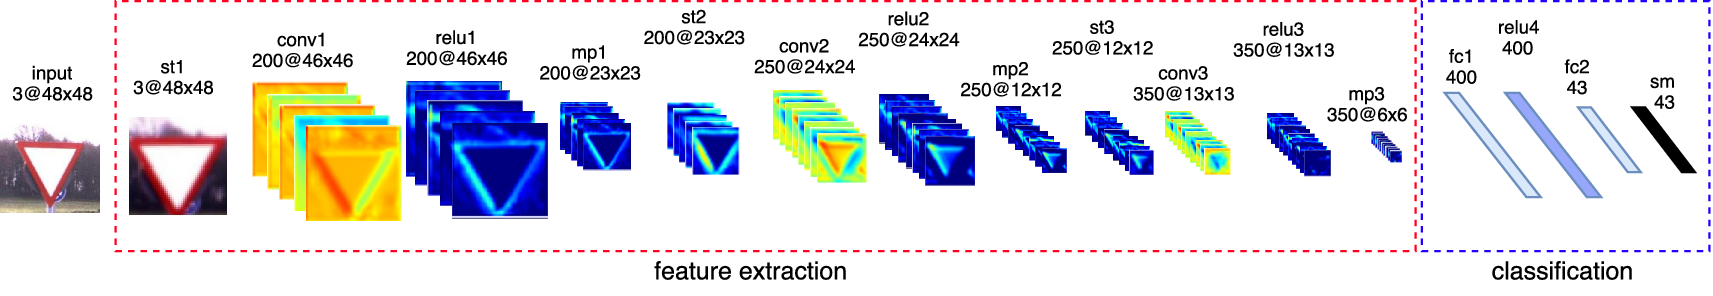 input
3@48x48
st1
3@48x48
conv1
200@46x46
relu1
200@46x46
mp1
200@23x23
st2
200@23x23
conv2
250@24x24
relu2
250@24x24
mp2
250@12x12
st3
250@12x12
conv3
350@13x13
relu3
350@13x13
mp3
350@6x6
fc1
400
relu4
400
fc2
43
sm
43
feature extraction
classification